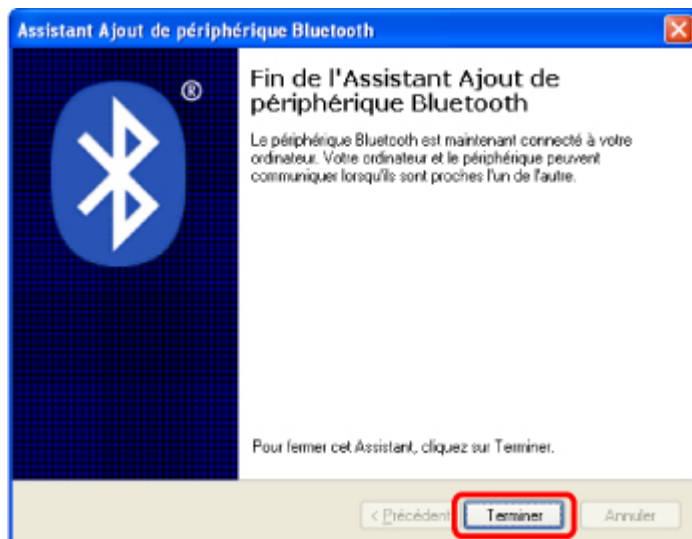 Assistant Ajout de périphérique Bluetooth
®
Fin de l'Assistant Ajout de
périphérique Bluetooth
Le périphérique Bluetooth est maintenant connecté à votre
ordinateur. Votre ordinateur et le périphérique peuvent
communiquer lorsqu'ils sont proches l'un de l'autre.
Pour fermer cet Assistant, cliquez sur Terminer.
< Précédent Terminer Annuler